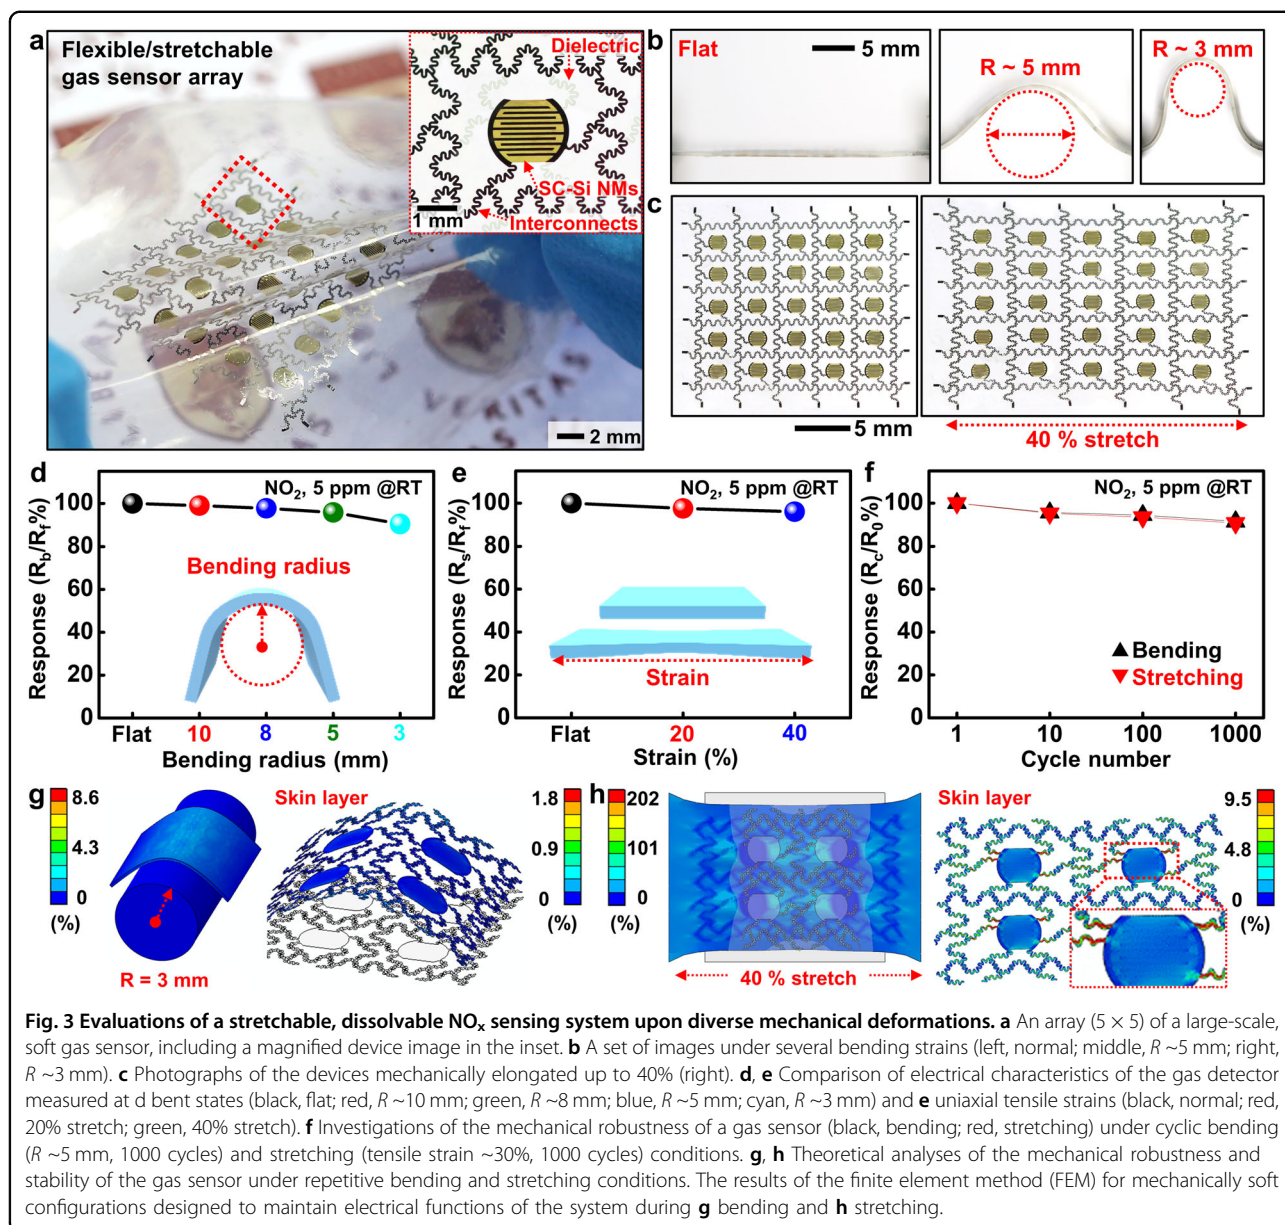 a
Flexible/stretchable
gas sensor array
Dielectric
SC-Si NMs
1 mm
Interconnects
VERITAS
2 mm
b
Flat
5 mm
R ~ 5 mm
R ~ 3 mm
c
5 mm
40 % stretch
d
NO₂, 5 ppm @RT
Response (R_b/R_f%)
100
80
60
40
20
0
Bending radius
Flat 10 8 5 3
Bending radius (mm)
e
NO₂, 5 ppm @RT
Response (R_s/R_f%)
100
80
60
40
20
0
Strain
Flat 20 40
Strain (%)
f
NO₂, 5 ppm @RT
Response (R_c/R_0%)
100
80
60
40
20
0
Bending
Stretching
1 10 100 1000
Cycle number
g
8.6
4.3
0
(%)
R = 3 mm
Skin layer
1.8
0.9
0
(%)
h
202
101
0
(%)
40 % stretch
Skin layer
9.5
4.8
0
(%)
Fig. 3 Evaluations of a stretchable, dissolvable NOₓ sensing system upon diverse mechanical deformations. a An array (5 × 5) of a large-scale,
soft gas sensor, including a magnified device image in the inset. b A set of images under several bending strains (left, normal; middle, R ~5 mm; right,
R ~3 mm). c Photographs of the devices mechanically elongated up to 40% (right). d, e Comparison of electrical characteristics of the gas detector
measured at d bent states (black, flat; red, R ~10 mm; green, R ~8 mm; blue, R ~5 mm; cyan, R ~3 mm) and e uniaxial tensile strains (black, normal; red,
20% stretch; green, 40% stretch). f Investigations of the mechanical robustness of a gas sensor (black, bending; red, stretching) under cyclic bending
(R ~5 mm, 1000 cycles) and stretching (tensile strain ~30%, 1000 cycles) conditions. g, h Theoretical analyses of the mechanical robustness and
stability of the gas sensor under repetitive bending and stretching conditions. The results of the finite element method (FEM) for mechanically soft
configurations designed to maintain electrical functions of the system during g bending and h stretching.